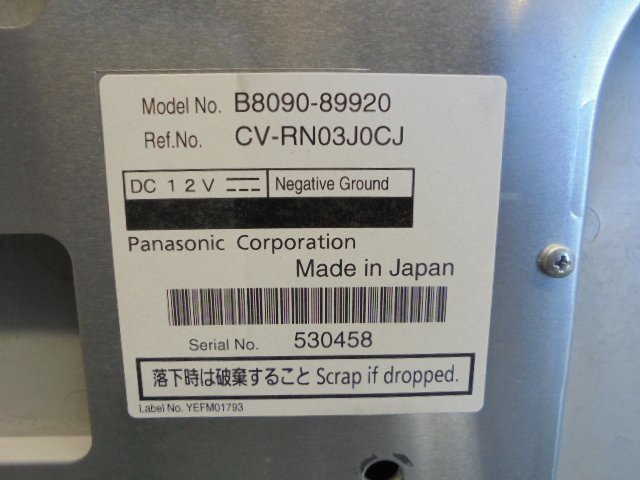 Model No. B8090-89920
Ref.No. CV-RN03J0CJ
DC 12V Negative Ground
Panasonic Corporation
Made in Japan
Serial No. 530458
落下時は破棄すること Scrap if dropped.
Label No. YEFM01793